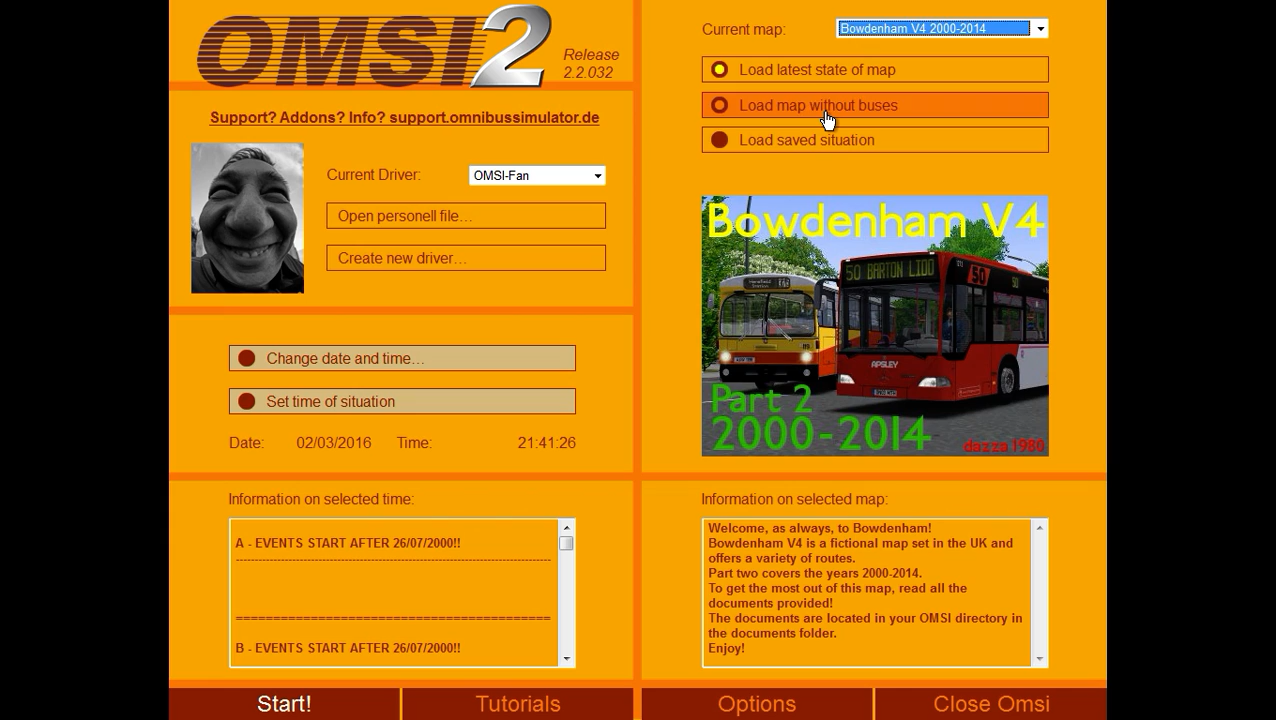 OMSI 2
Release
2.2.032
Support? Addons? Info? support.omnibussimulator.de
Current Driver:
OMSI-Fan
Open personell file...
Create new driver...
Change date and time...
Set time of situation
Date: 02/03/2016 Time: 21:41:26
Information on selected time:
A - EVENTS START AFTER 26/07/2000!!
B - EVENTS START AFTER 26/07/2000!!
Current map:
Bowdenham V4 2000-2014
Load latest state of map
Load map without buses
Load saved situation
Bowdenham V4
50 BARTON LIDO
50
APSLEY
Part 2
2000-2014
dazza1980
Information on selected map:
Welcome, as always, to Bowdenham!
Bowdenham V4 is a fictional map set in the UK and
offers a variety of routes.
Part two covers the years 2000-2014.
To get the most out of this map, read all the
documents provided!
The documents are located in your OMSI directory in
the documents folder.
Enjoy!
Start!
Tutorials
Options
Close Omsi